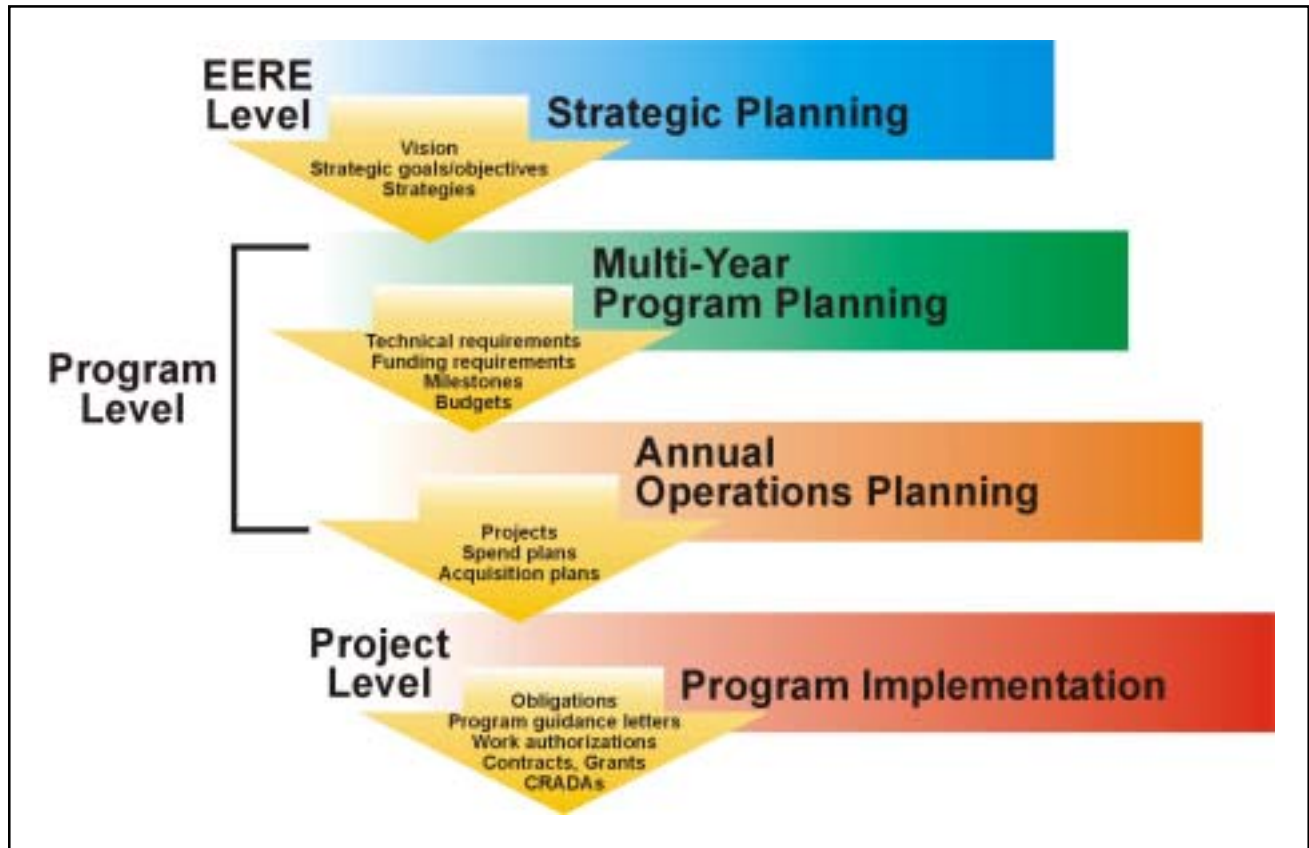 EERE
Level
Strategic Planning
Vision
Strategic goals/objectives
Strategies
Program
Level
Multi-Year
Program Planning
Technical requirements
Funding requirements
Milestones
Budgets
Annual
Operations Planning
Projects
Spend plans
Acquisition plans
Project
Level
Program Implementation
Obligations
Program guidance letters
Work authorizations
Contracts, Grants
CRADAs